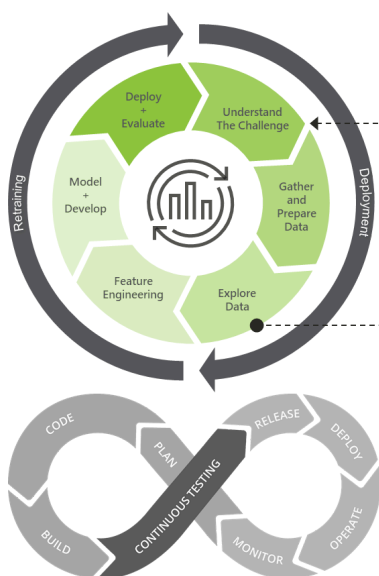 Deploy
+
Evaluate
Understand
The Challenge
Gather
and
Prepare
Data
Explore
Data
Feature
Engineering
Model
+
Develop
Retraining
Deployment
CODE
BUILD
PLAN
CONTINUOUS TESTING
RELEASE
DEPLOY
OPERATE
MONITOR